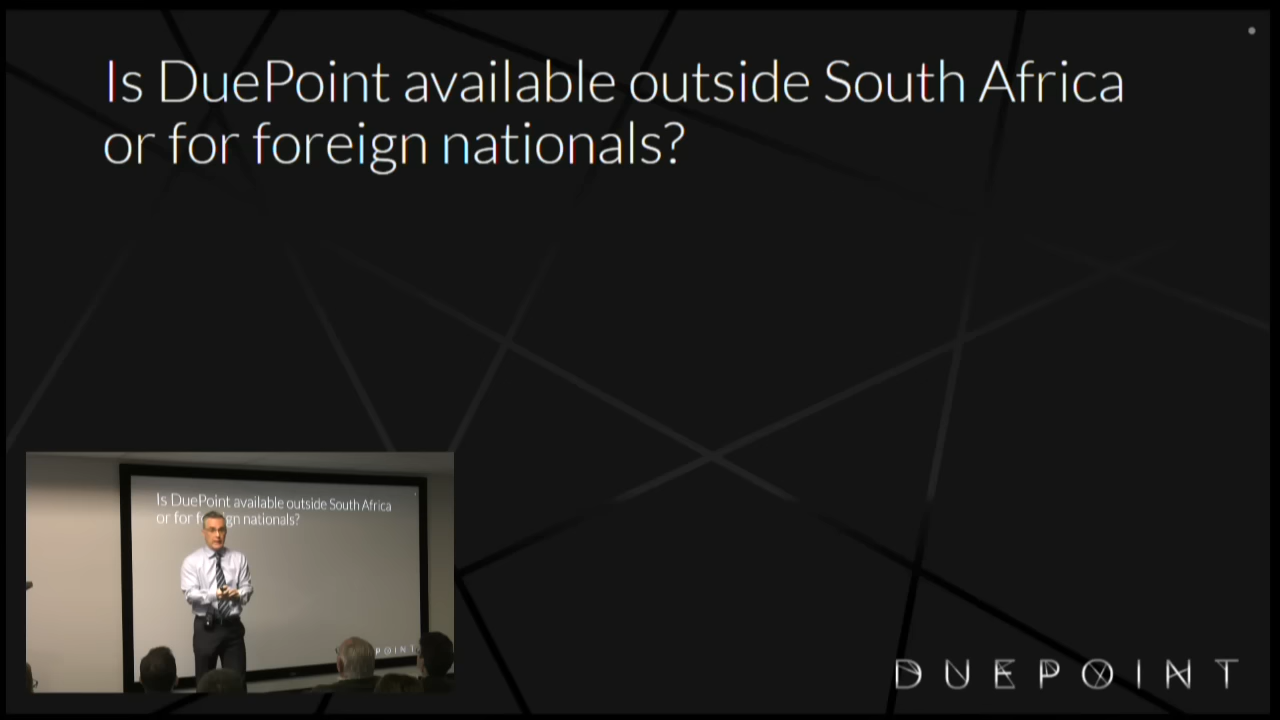 Is DuePoint available outside South Africa
or for foreign nationals?
Is DuePoint available outside South Africa
or for f gn nationals?
POINT
DUEPOINT